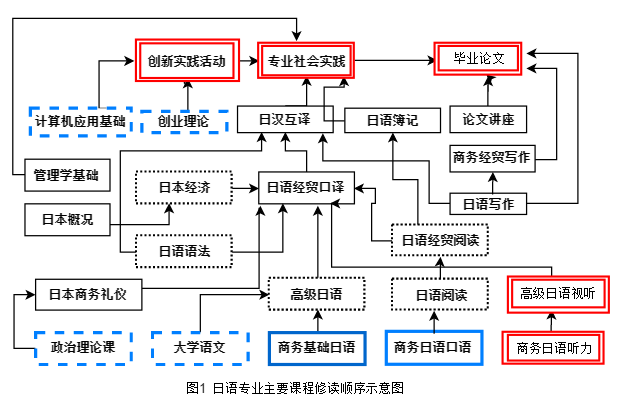 创新实践活动
专业社会实践
毕业论文
计算机应用基础
创业理论
日汉互译
日语簿记
论文讲座
商务经贸写作
管理学基础
日本经济
日语经贸口译
日语写作
日本概况
日语语法
日语经贸阅读
日本商务礼仪
高级日语
日语阅读
高级日语视听
政治理论课
大学语文
商务基础日语
商务日语口语
商务日语听力
图1 日语专业主要课程修读顺序示意图